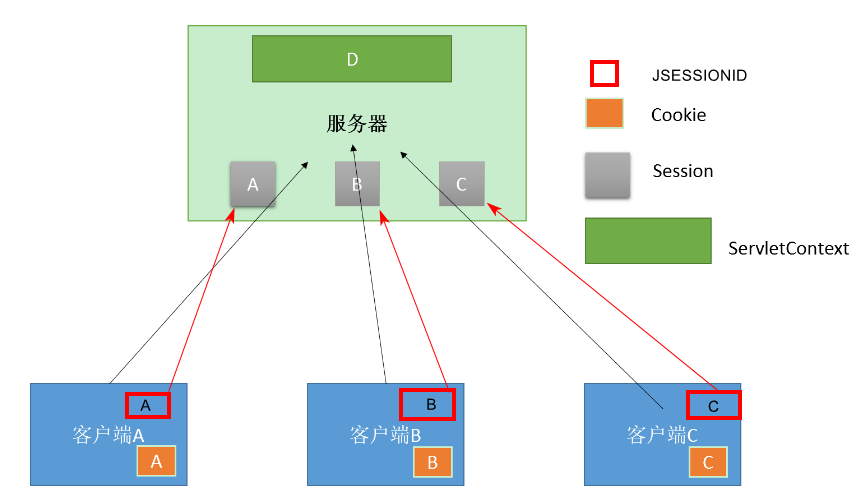 D
服务器
A
B
C
JSESSIONID
Cookie
Session
ServletContext
A
客户端A
A
B
客户端B
B
C
客户端C
C